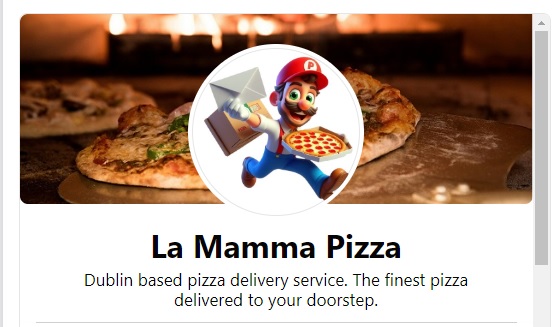 P
La Mamma Pizza
Dublin based pizza delivery service. The finest pizza
delivered to your doorstep.